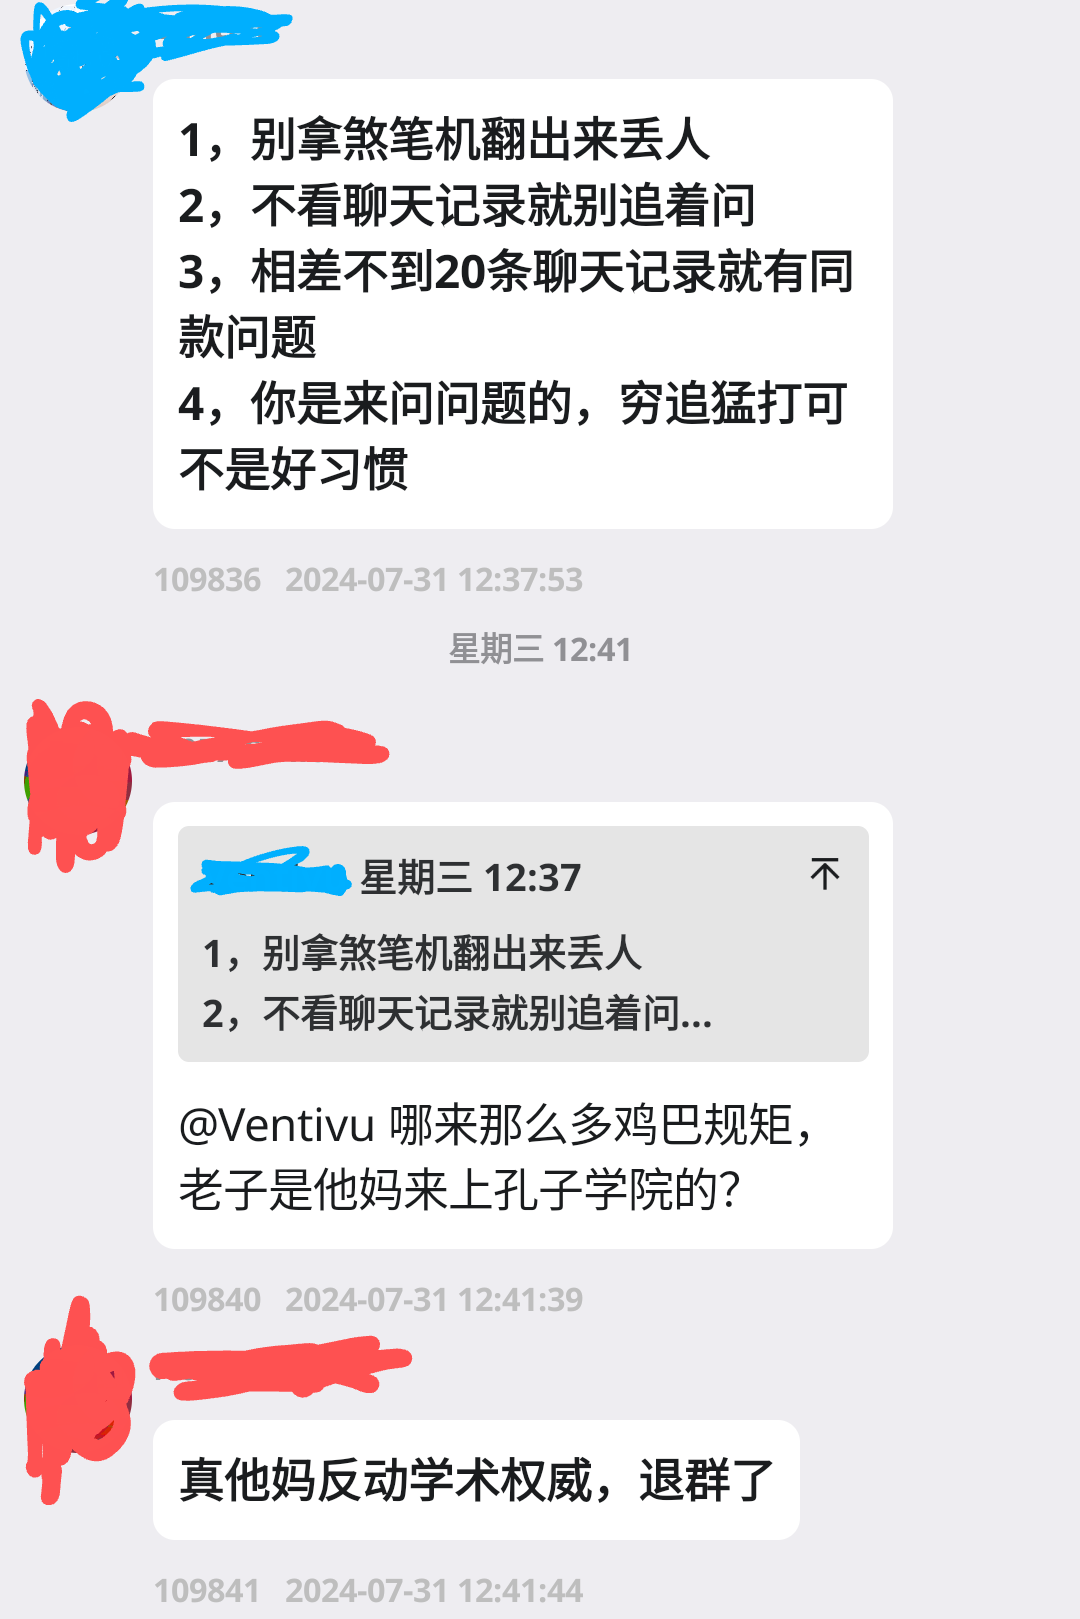 1，别拿煞笔机翻出来丢人
2，不看聊天记录就别追着问
3，相差不到20条聊天记录就有同
款问题
4，你是来问问题的，穷追猛打可
不是好习惯
109836 2024-07-31 12:37:53
星期三 12:41
星期三 12:37
1，别拿煞笔机翻出来丢人
2，不看聊天记录就别追着问...
@Ventivu 哪来那么多鸡巴规矩，
老子是他妈来上孔子学院的？
109840 2024-07-31 12:41:39
真他妈反动学术权威，退群了
109841 2024-07-31 12:41:44